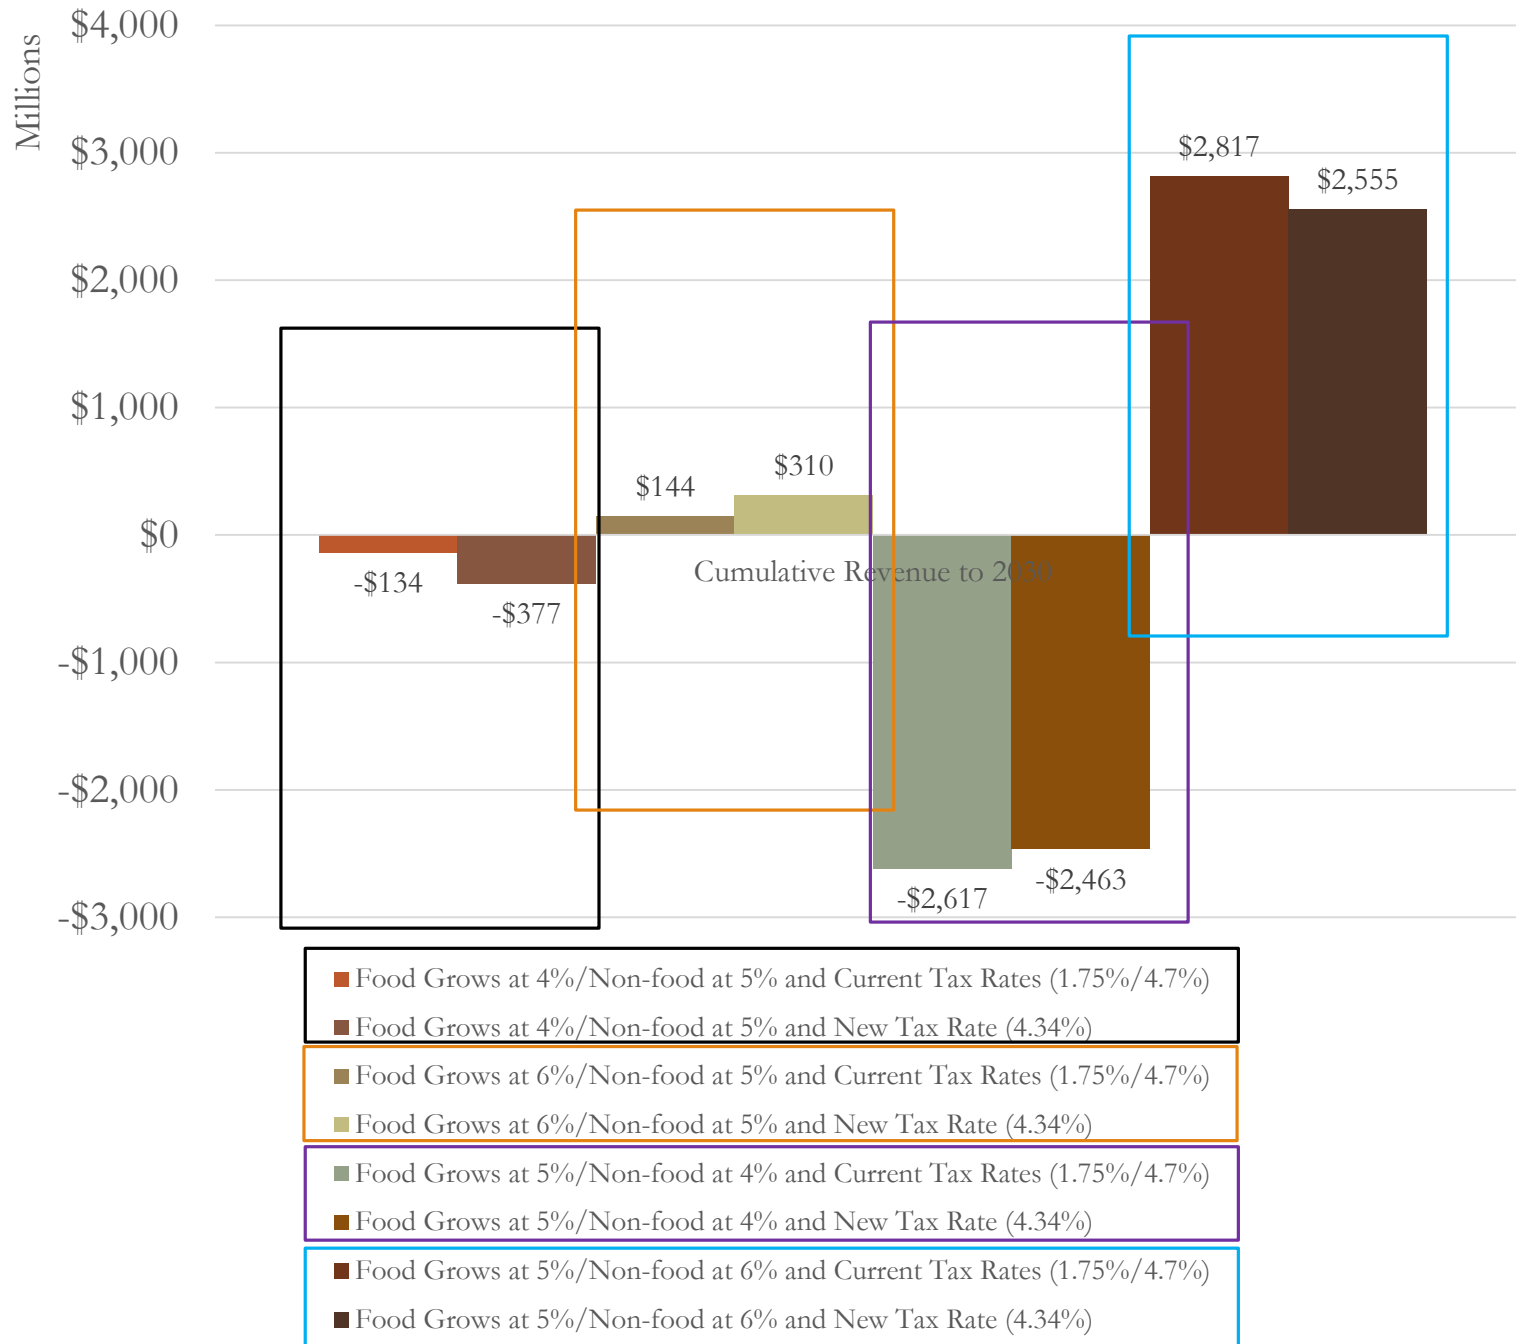 Millions
$4,000
$3,000
$2,000
$1,000
$0
-$1,000
-$2,000
-$3,000
-$134
-$377
$144
$310
-$2,617
-$2,463
$2,817
$2,555
Cumulative Revenue to 2030
Food Grows at 4%/Non-food at 5% and Current Tax Rates (1.75%/4.7%)
Food Grows at 4%/Non-food at 5% and New Tax Rate (4.34%)
Food Grows at 6%/Non-food at 5% and Current Tax Rates (1.75%/4.7%)
Food Grows at 6%/Non-food at 5% and New Tax Rate (4.34%)
Food Grows at 5%/Non-food at 4% and Current Tax Rates (1.75%/4.7%)
Food Grows at 5%/Non-food at 4% and New Tax Rate (4.34%)
Food Grows at 5%/Non-food at 6% and Current Tax Rates (1.75%/4.7%)
Food Grows at 5%/Non-food at 6% and New Tax Rate (4.34%)